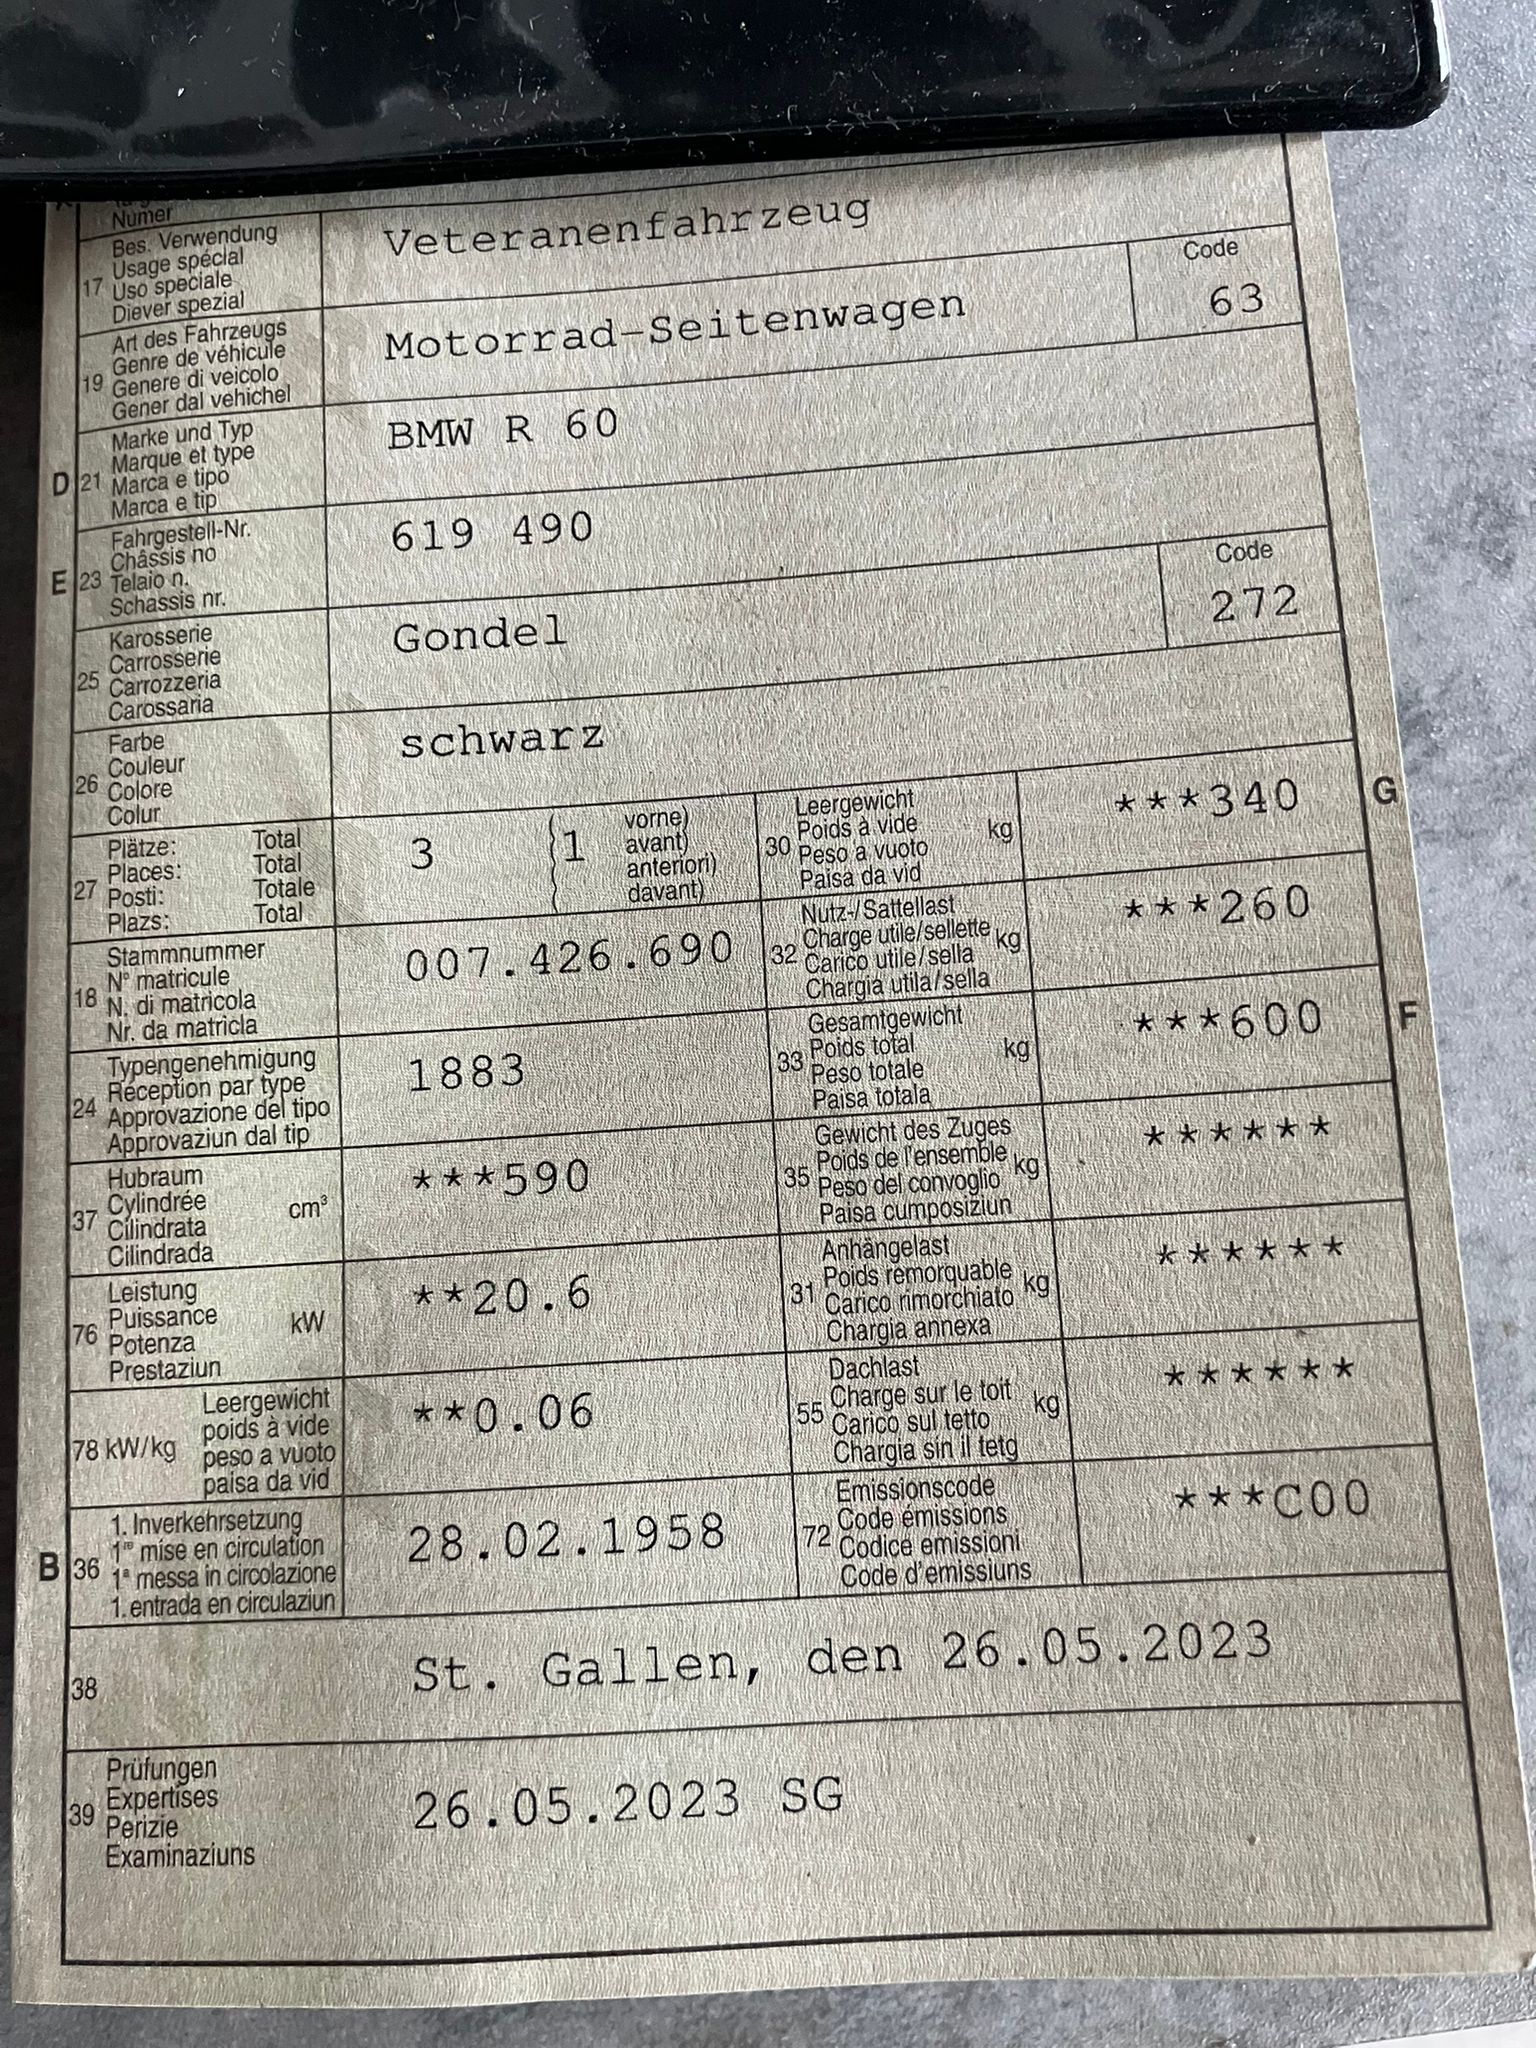 Numer
17 Bes. Verwendung
Usage spécial
Uso speciale
Diever spezial
Veteranenfahrzeug
19 Art des Fahrzeugs
Genre de véhicule
Genere di veicolo
Gener dal vehichel
Motorrad-Seitenwagen
Code
63
D 21 Marke und Typ
Marque et type
Marca e tipo
Marca e tip
BMW R 60
E 23 Fahrgestell-Nr.
Châssis no
Telaio n.
Schassis nr.
619 490
25 Karosserie
Carrosserie
Carrozzeria
Carossaria
Gondel
Code
272
26 Farbe
Couleur
Colore
Colur
schwarz
27 Plätze: Total
Places: Total
Posti: Totale
Plazs: Total
3 (1 vorne)
avant)
anteriori)
davant)
30 Leergewicht
Poids à vide kg
Peso a vuoto
Paisa da vid
***340 G
18 Stammnummer
N° matricule
N. di matricola
Nr. da matricla
007.426.690
32 Nutz-/Sattellast
Charge utile/sellette kg
Carico utile/sella
Chargia utila/sella
***260
24 Typengenehmigung
Réception par type
Approvazione del tipo
Approvaziun dal tip
1883
33 Gesamtgewicht
Poids total kg
Peso totale
Paisa totala
***600 F
37 Hubraum
Cylindrée cm³
Cilindrata
Cilindrada
***590
35 Gewicht des Zuges
Poids de l'ensemble kg
Peso del convoglio
Paisa cumposiziun
******
76 Leistung
Puissance kW
Potenza
Prestaziun
**20.6
31 Anhängelast
Poids remorquable kg
Carico rimorchiato
Chargia annexa
******
78 kW/kg Leergewicht
poids à vide
peso a vuoto
paisa da vid
**0.06
55 Dachlast
Charge sur le toit kg
Carico sul tetto
Chargia sin il tetg
******
B 36 1. Inverkehrsetzung
1re mise en circulation
1a messa in circolazione
1. entrada en circulaziun
28.02.1958
72 Emissionscode
Code émissions
Codice emissioni
Code d'emissiuns
***C00
38 St. Gallen, den 26.05.2023
39 Prüfungen
Expertises
Perizie
Examinaziuns
26.05.2023 SG